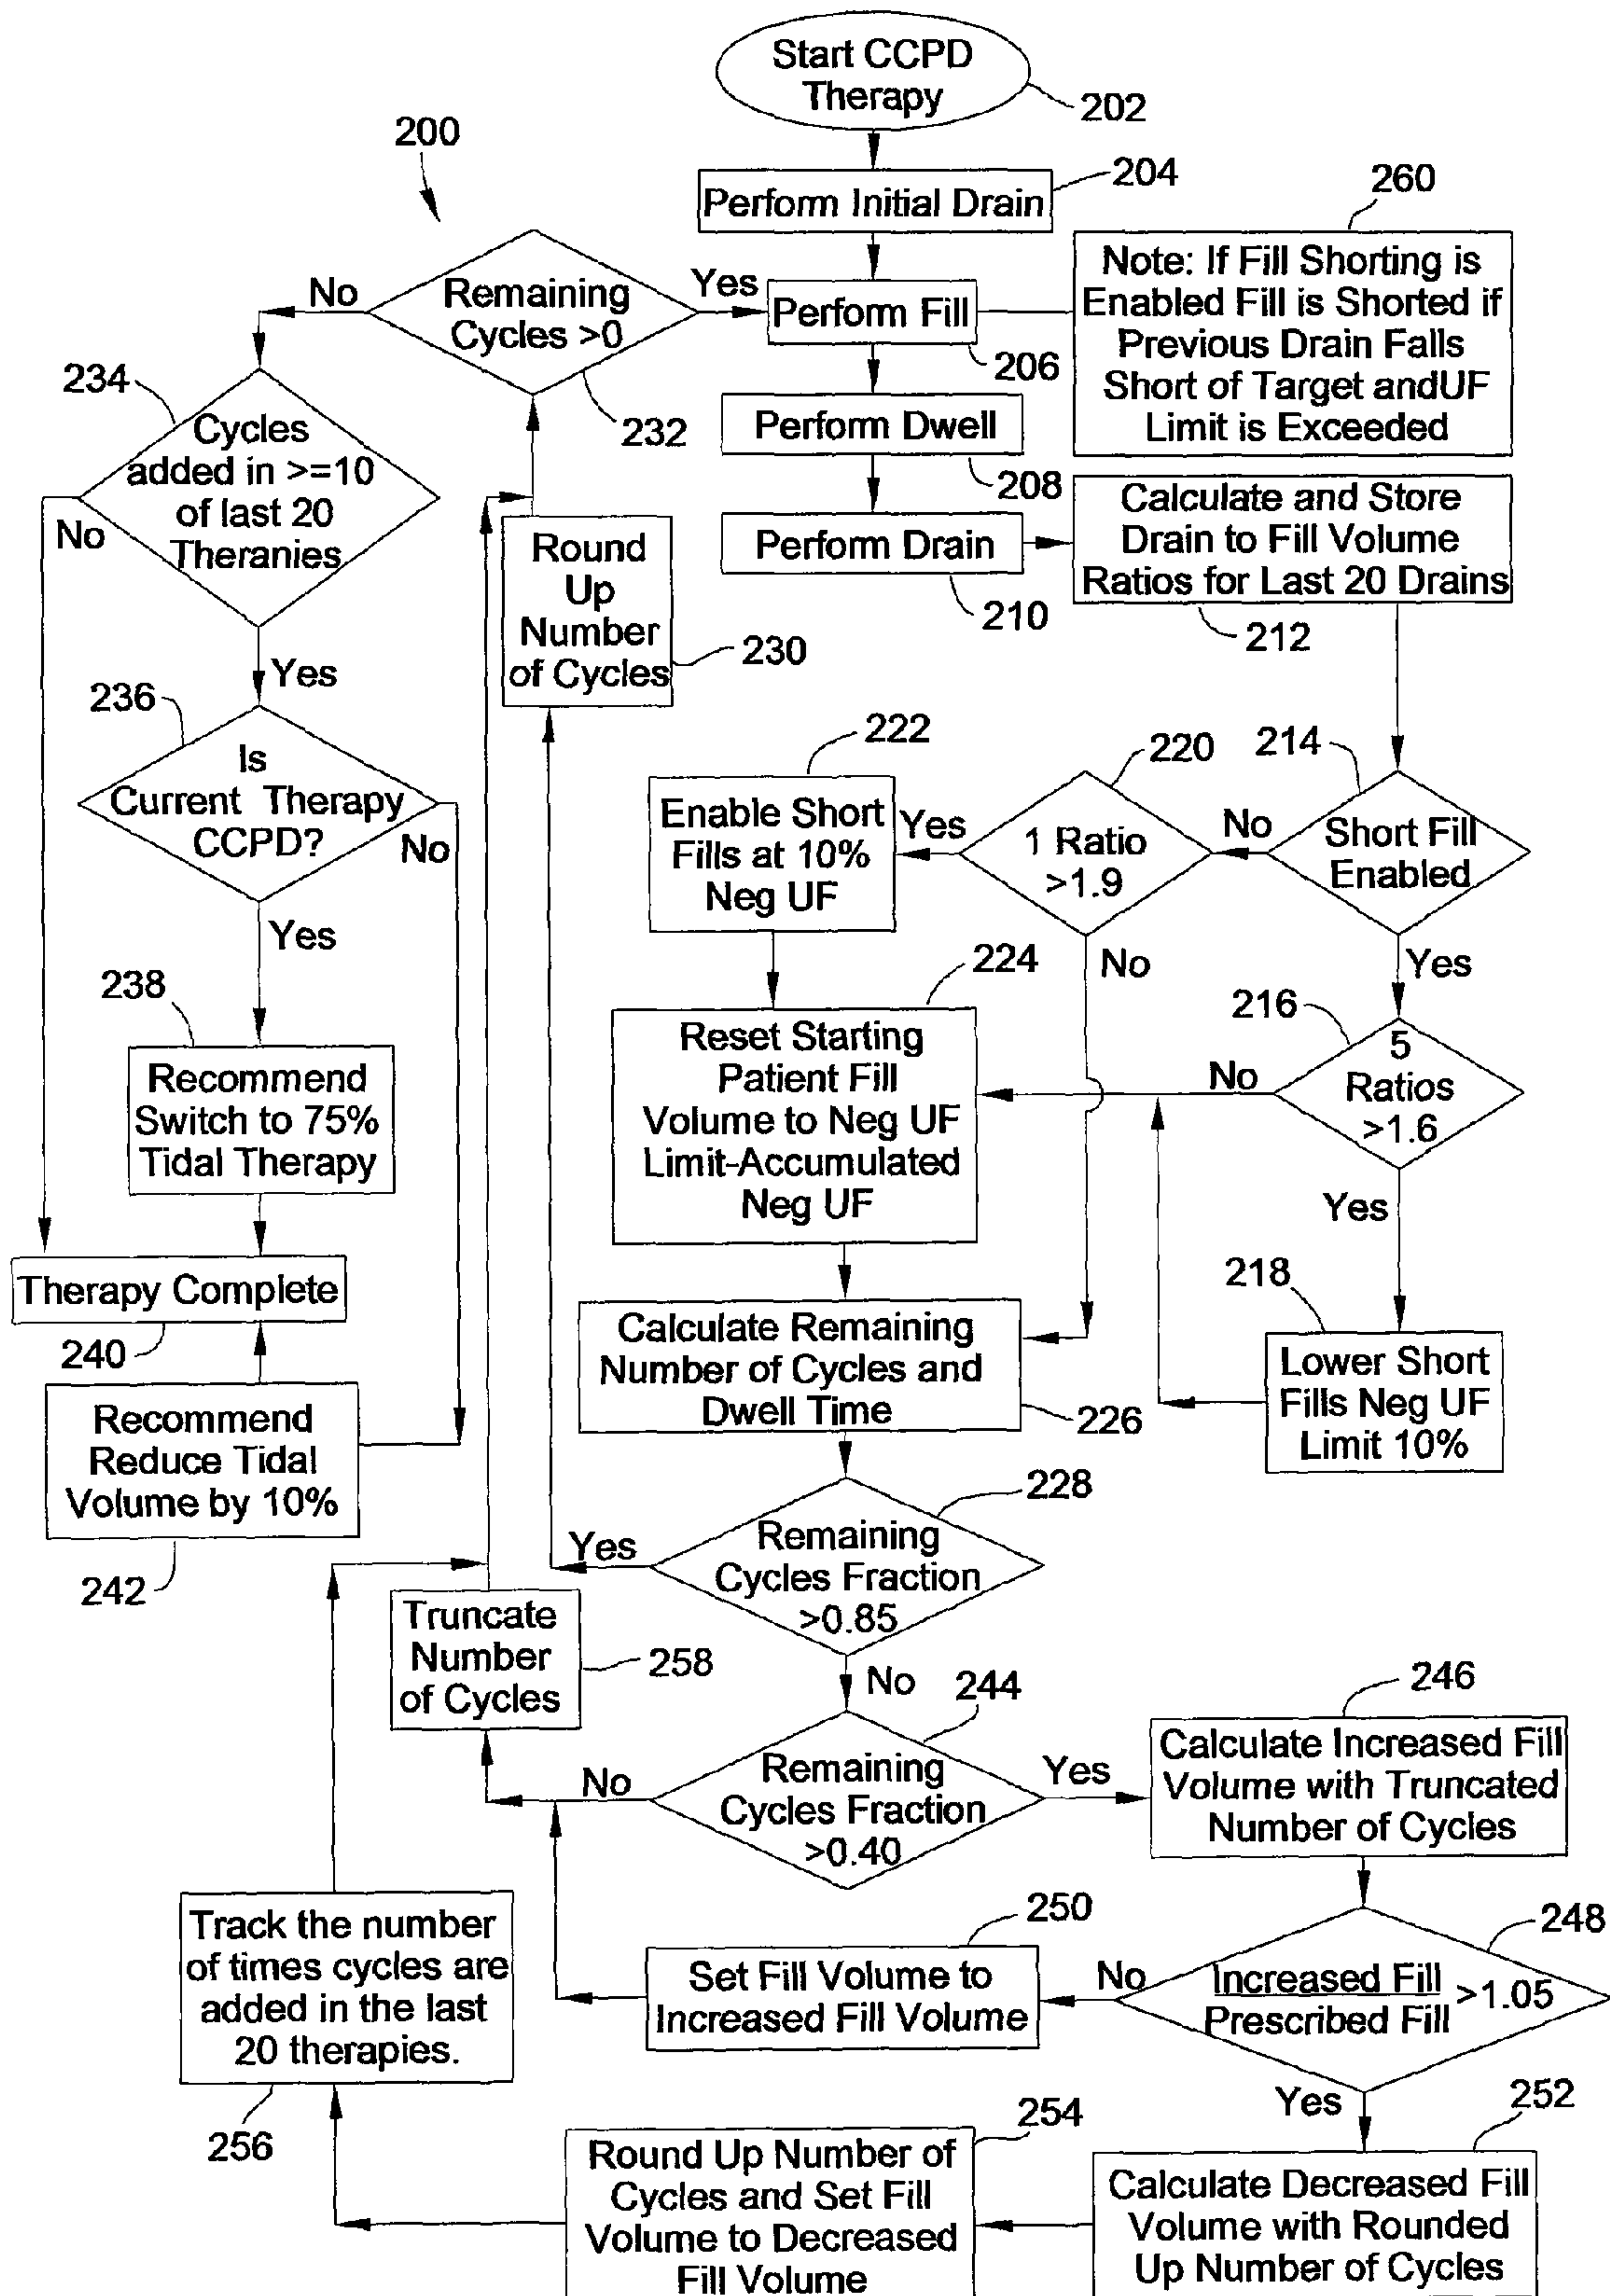 Start CCPD
Therapy
202
200
Perform Initial Drain
204
260
Note: If Fill Shorting is
Enabled Fill is Shorted if
Previous Drain Falls
Short of Target andUF
Limit is Exceeded
Remaining
Cycles >0
No
Yes
232
Perform Fill
206
234
Cycles
added in >=10
of last 20
Theranies
No
Yes
Perform Dwell
208
Perform Drain
210
Calculate and Store
Drain to Fill Volume
Ratios for Last 20 Drains
212
Round
Up
Number
of Cycles
230
236
Is
Current Therapy
CCPD?
No
Yes
222
Enable Short
Fills at 10%
Neg UF
Yes
220
1 Ratio
>1.9
No
No
214
Short Fill
Enabled
Yes
224
Reset Starting
Patient Fill
Volume to Neg UF
Limit-Accumulated
Neg UF
216
5
Ratios
>1.6
No
Yes
238
Recommend
Switch to 75%
Tidal Therapy
Therapy Complete
240
218
Lower Short
Fills Neg UF
Limit 10%
Calculate Remaining
Number of Cycles and
Dwell Time
226
Recommend
Reduce Tidal
Volume by 10%
242
228
Remaining
Cycles Fraction
>0.85
Yes
No
Truncate
Number
of Cycles
258
244
Remaining
Cycles Fraction
>0.40
No
Yes
246
Calculate Increased Fill
Volume with Truncated
Number of Cycles
248
Increased Fill
Prescribed Fill
>1.05
No
Yes
250
Set Fill Volume to
Increased Fill Volume
Track the number
of times cycles are
added in the last
20 therapies.
256
254
Round Up Number of
Cycles and Set Fill
Volume to Decreased
Fill Volume
252
Calculate Decreased Fill
Volume with Rounded
Up Number of Cycles